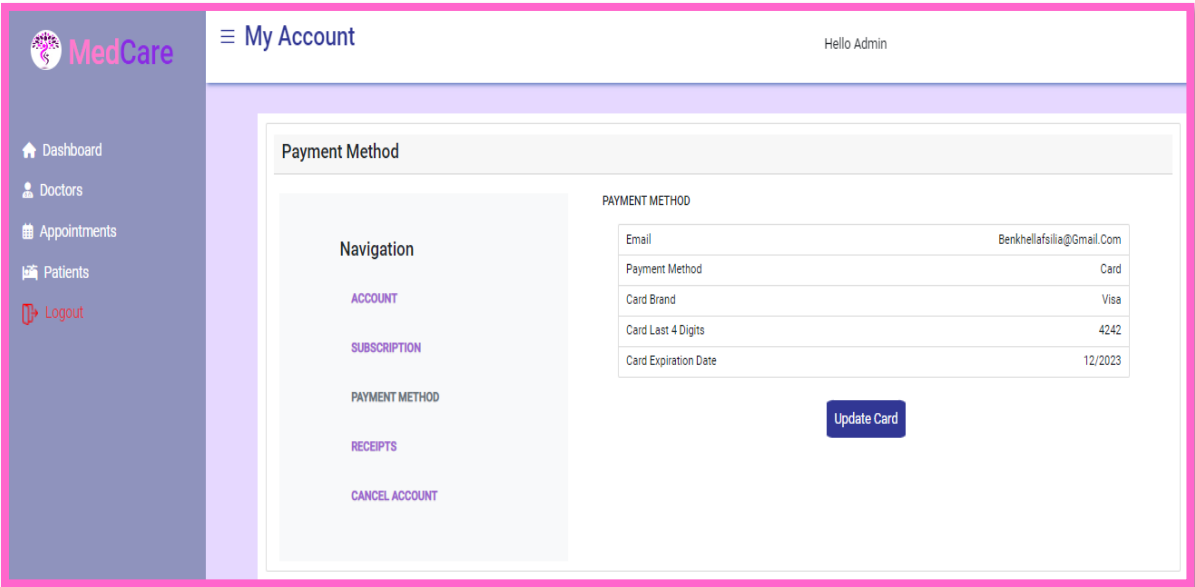 MedCare
☰ My Account
Hello Admin
Dashboard
Doctors
Appointments
Patients
Logout
Payment Method
Navigation
ACCOUNT
SUBSCRIPTION
PAYMENT METHOD
RECEIPTS
CANCEL ACCOUNT
PAYMENT METHOD
Email Benkhellafsilia@Gmail.Com
Payment Method Card
Card Brand Visa
Card Last 4 Digits 4242
Card Expiration Date 12/2023
Update Card